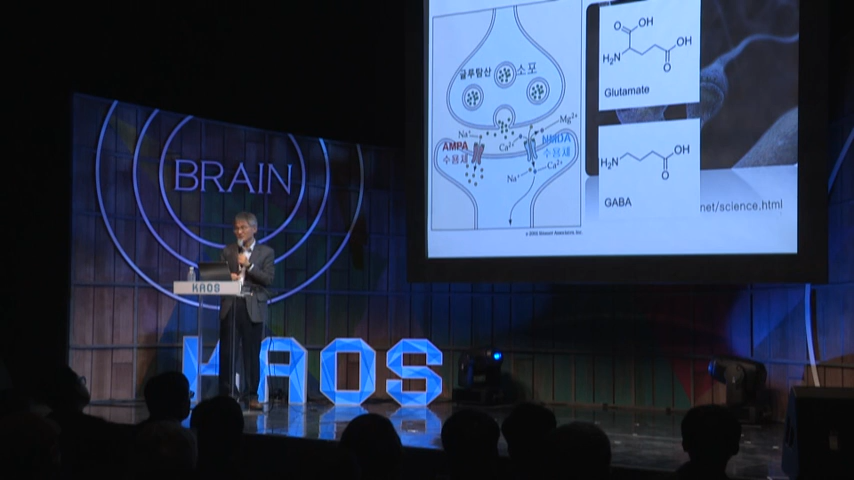 BRAIN
KAOS
KAOS
글루탐산
소포
Na⁺
Mg²⁺
Ca²⁺
AMPA
수용체
NMDA
수용체
Na⁺
Ca²⁺
O
OH
OH
H₂N
O
Glutamate
H₂N
OH
O
GABA
net/science.html